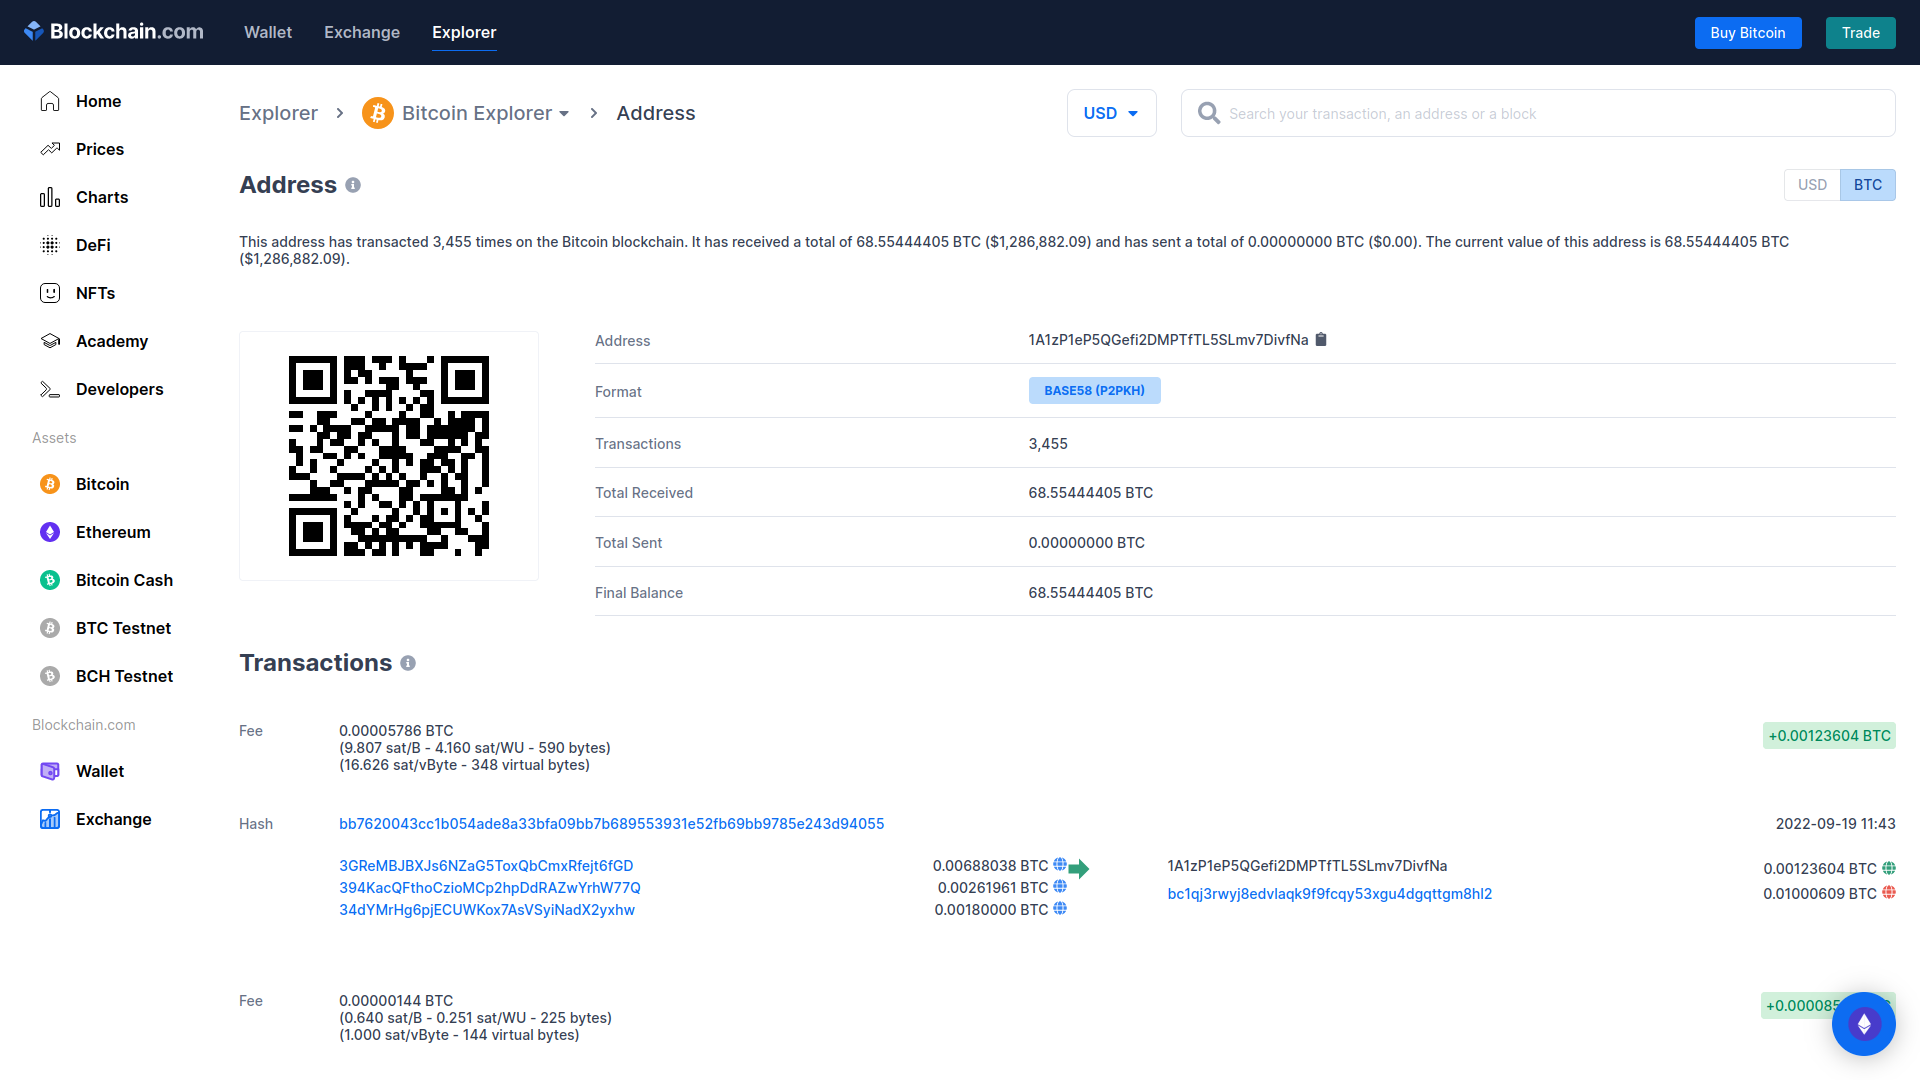 Blockchain.com
Wallet
Exchange
Explorer
Buy Bitcoin
Trade
Home
Prices
Charts
DeFi
NFTs
Academy
Developers
Assets
Bitcoin
Ethereum
Bitcoin Cash
BTC Testnet
BCH Testnet
Blockchain.com
Wallet
Exchange
Explorer > Bitcoin Explorer > Address
USD
Search your transaction, an address or a block
Address
USD BTC
This address has transacted 3,455 times on the Bitcoin blockchain. It has received a total of 68.55444405 BTC ($1,286,882.09) and has sent a total of 0.00000000 BTC ($0.00). The current value of this address is 68.55444405 BTC
($1,286,882.09).
Address 1A1zP1eP5QGefi2DMPTfTL5SLmv7DivfNa
Format BASE58 (P2PKH)
Transactions 3,455
Total Received 68.55444405 BTC
Total Sent 0.00000000 BTC
Final Balance 68.55444405 BTC
Transactions
Fee 0.00005786 BTC
(9.807 sat/B - 4.160 sat/WU - 590 bytes)
(16.626 sat/vByte - 348 virtual bytes)
+0.00123604 BTC
Hash bb7620043cc1b054ade8a33bfa09bb7b689553931e52fb69bb9785e243d94055 2022-09-19 11:43
3GReMBJBXJs6NZaG5ToxQbCmxRfejt6fGD 0.00688038 BTC
394KacQFthoCzioMCp2hpDdRAZwYrhW77Q 0.00261961 BTC
34dYMrHg6pjECUWKox7AsVSyiNadX2yxhw 0.00180000 BTC
1A1zP1eP5QGefi2DMPTfTL5SLmv7DivfNa 0.00123604 BTC
bc1qj3rwyj8edvlaqk9f9fcqy53xgu4dgqttgm8hl2 0.01000609 BTC
Fee 0.00000144 BTC
(0.640 sat/B - 0.251 sat/WU - 225 bytes)
(1.000 sat/vByte - 144 virtual bytes)